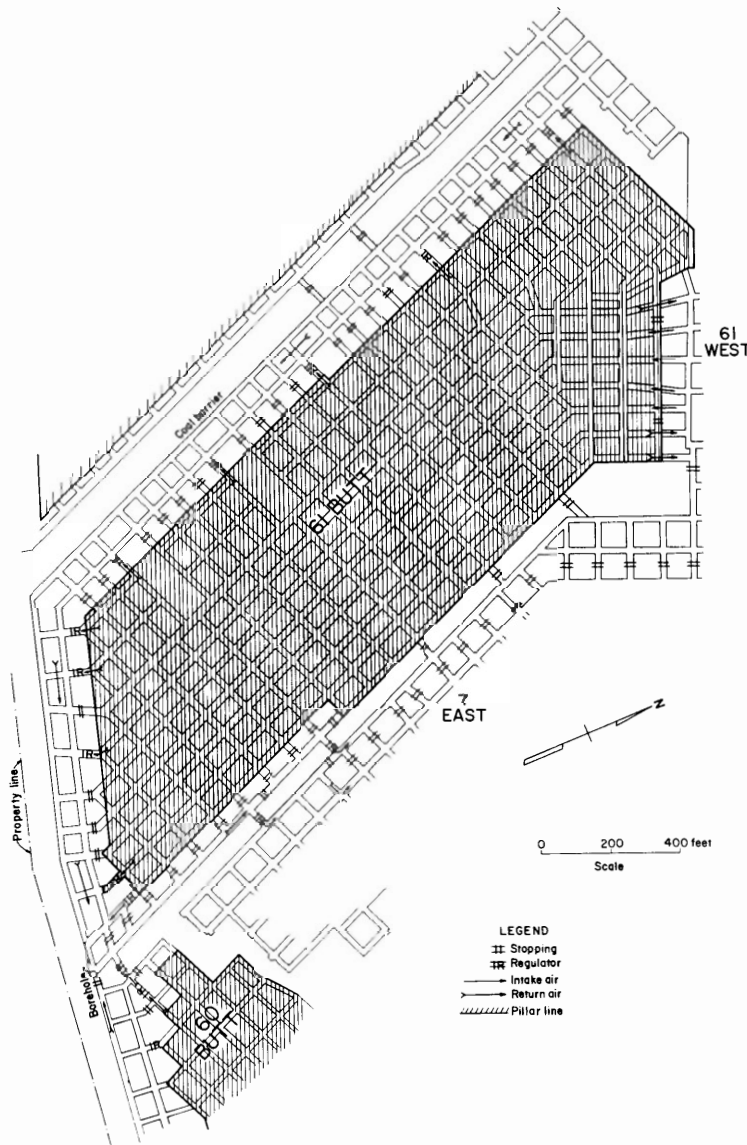 61
WEST
Coal barrier
61 BUTT
R
R
R
R
R
7
EAST
N
Property line
0 200 400 feet
Scale
LEGEND
Stopping
R Regulator
Intake air
Return air
Pillar line
Borehole
R
R
60
BUTT